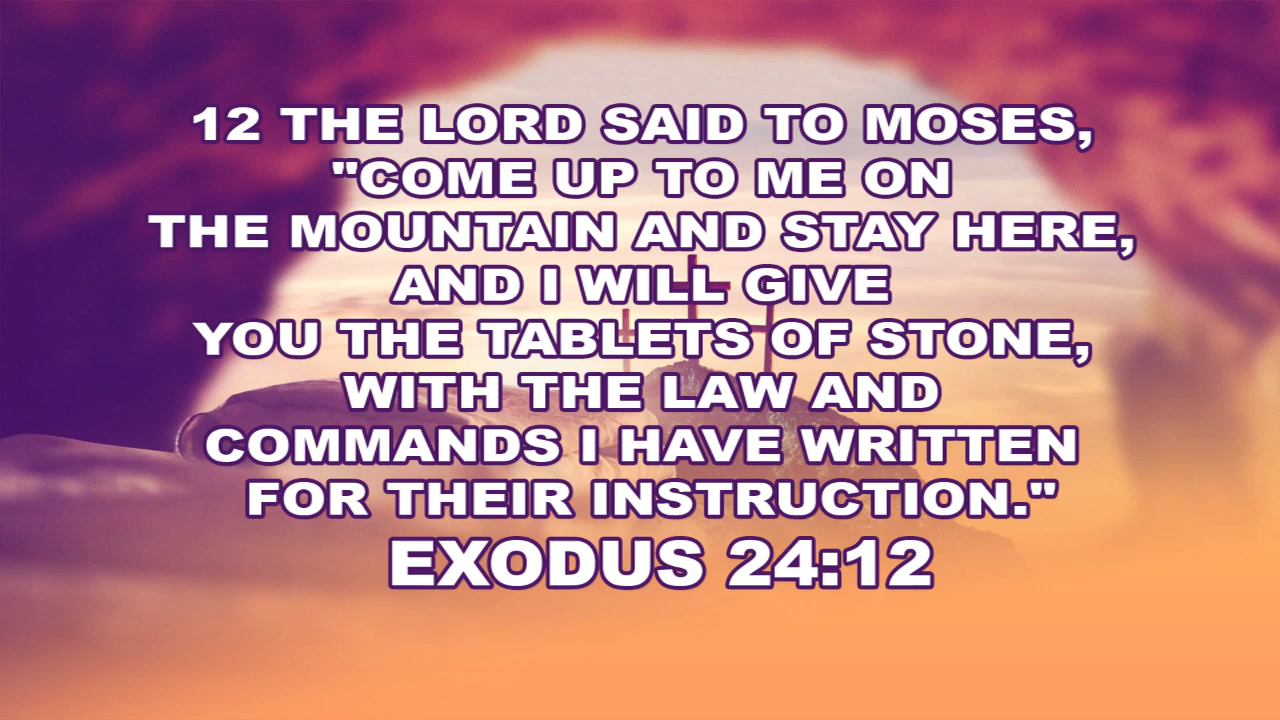 12 THE LORD SAID TO MOSES,
"COME UP TO ME ON
THE MOUNTAIN AND STAY HERE,
AND I WILL GIVE
YOU THE TABLETS OF STONE,
WITH THE LAW AND
COMMANDS I HAVE WRITTEN
FOR THEIR INSTRUCTION."
EXODUS 24:12